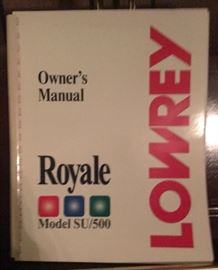 Owner's
Manual
Royale
Model SU/500
LOWREY